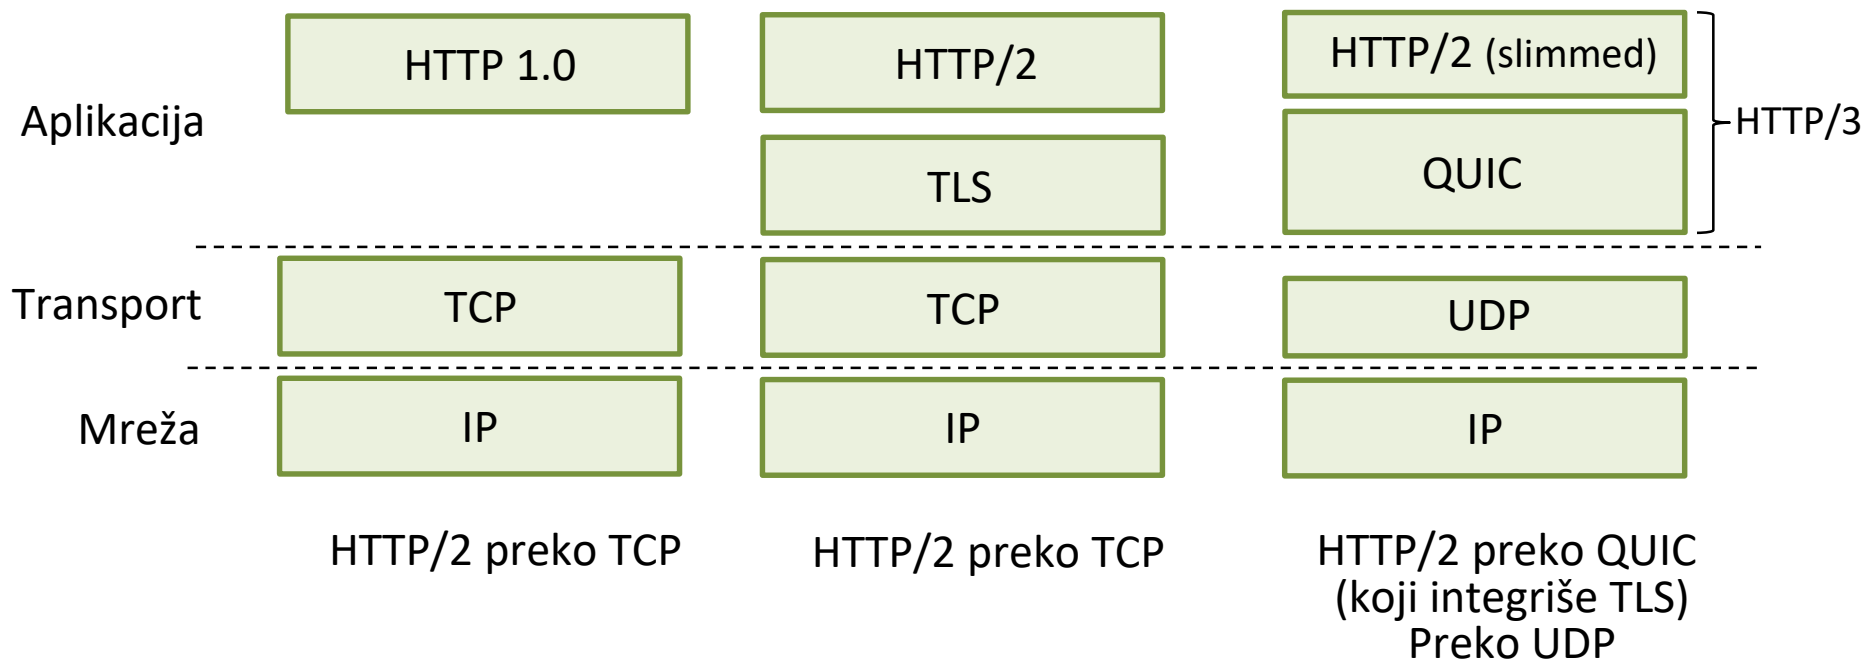 HTTP 1.0
HTTP/2
HTTP/2 (slimmed)
Aplikacija
HTTP/3
TLS
QUIC
Transport
TCP
TCP
UDP
Mreža
IP
IP
IP
HTTP/2 preko TCP
HTTP/2 preko TCP
HTTP/2 preko QUIC
(koji integriše TLS)
Preko UDP